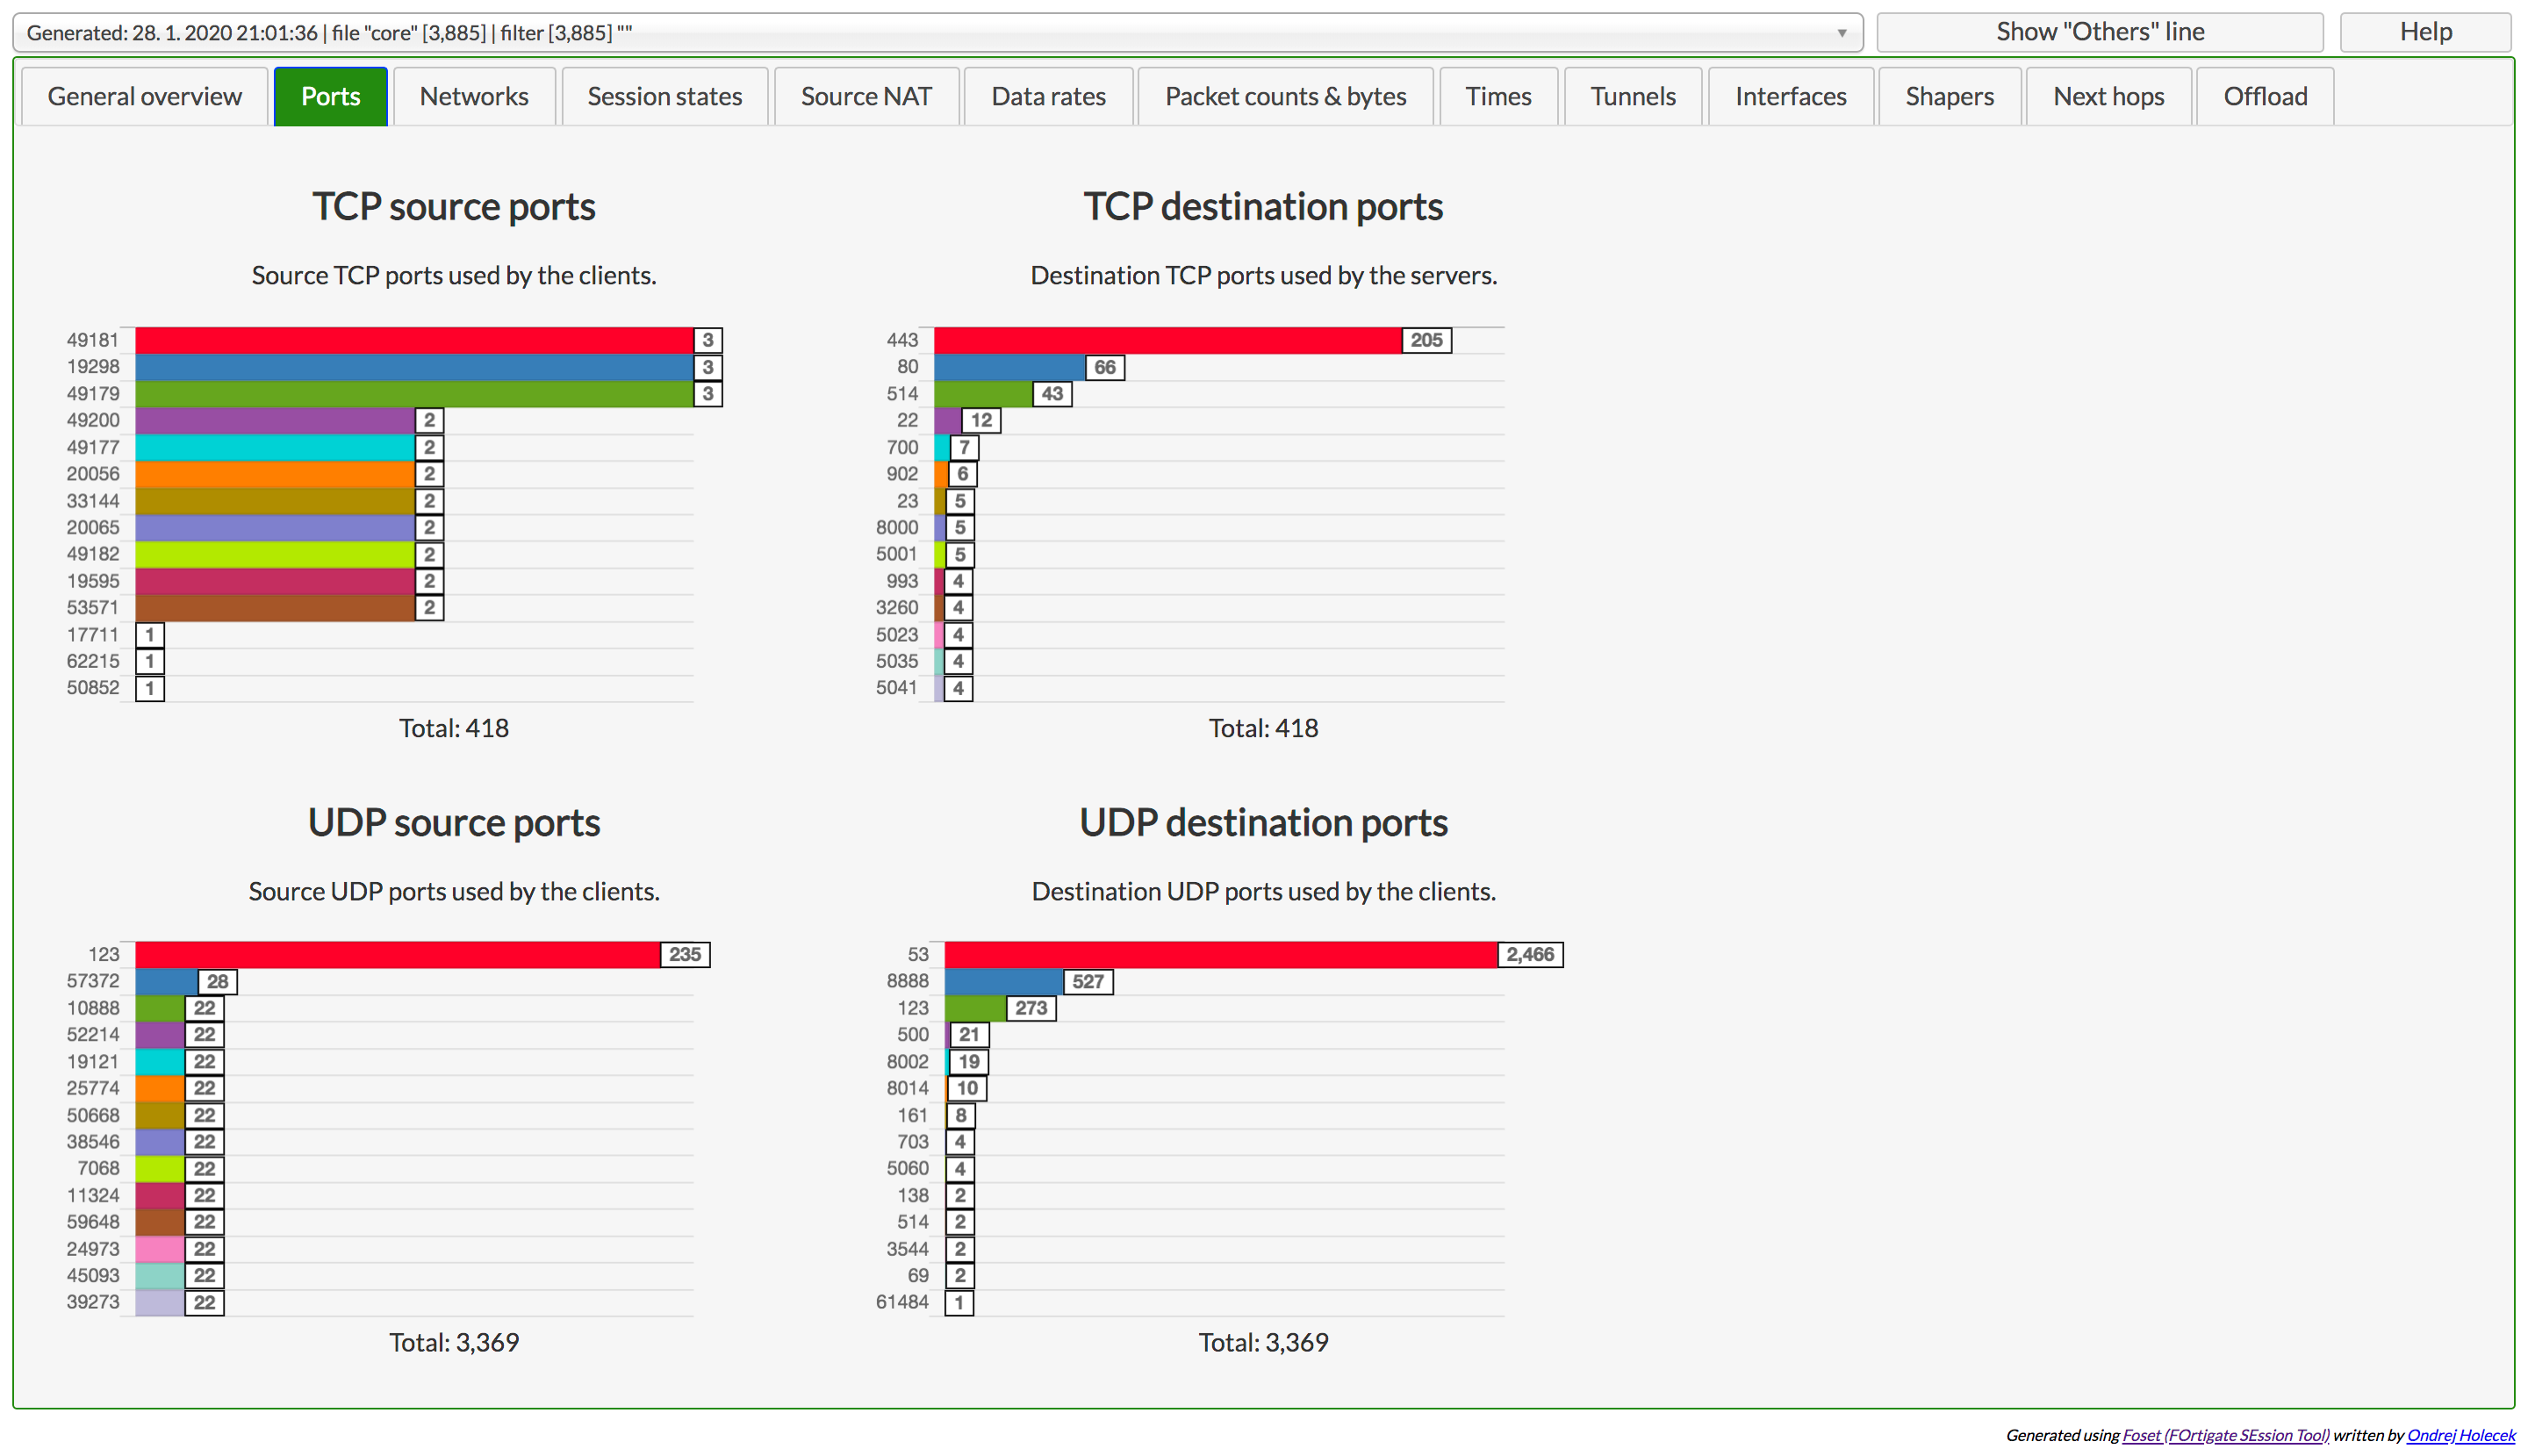 Generated: 28. 1. 2020 21:01:36 | file "core" [3,885] | filter [3,885] ""
Show "Others" line
Help
General overview
Ports
Networks
Session states
Source NAT
Data rates
Packet counts & bytes
Times
Tunnels
Interfaces
Shapers
Next hops
Offload
TCP source ports
Source TCP ports used by the clients.
49181 3
19298 3
49179 3
49200 2
49177 2
20056 2
33144 2
20065 2
49182 2
19595 2
53571 2
17711 1
62215 1
50852 1
Total: 418
TCP destination ports
Destination TCP ports used by the servers.
443 205
80 66
514 43
22 12
700 7
902 6
23 5
8000 5
5001 5
993 4
3260 4
5023 4
5035 4
5041 4
Total: 418
UDP source ports
Source UDP ports used by the clients.
123 235
57372 28
10888 22
52214 22
19121 22
25774 22
50668 22
38546 22
7068 22
11324 22
59648 22
24973 22
45093 22
39273 22
Total: 3,369
UDP destination ports
Destination UDP ports used by the clients.
53 2,466
8888 527
123 273
500 21
8002 19
8014 10
161 8
703 4
5060 4
138 2
514 2
3544 2
69 2
61484 1
Total: 3,369
Generated using Foset (FOrtigate SEssion Tool) written by Ondrej Holecek